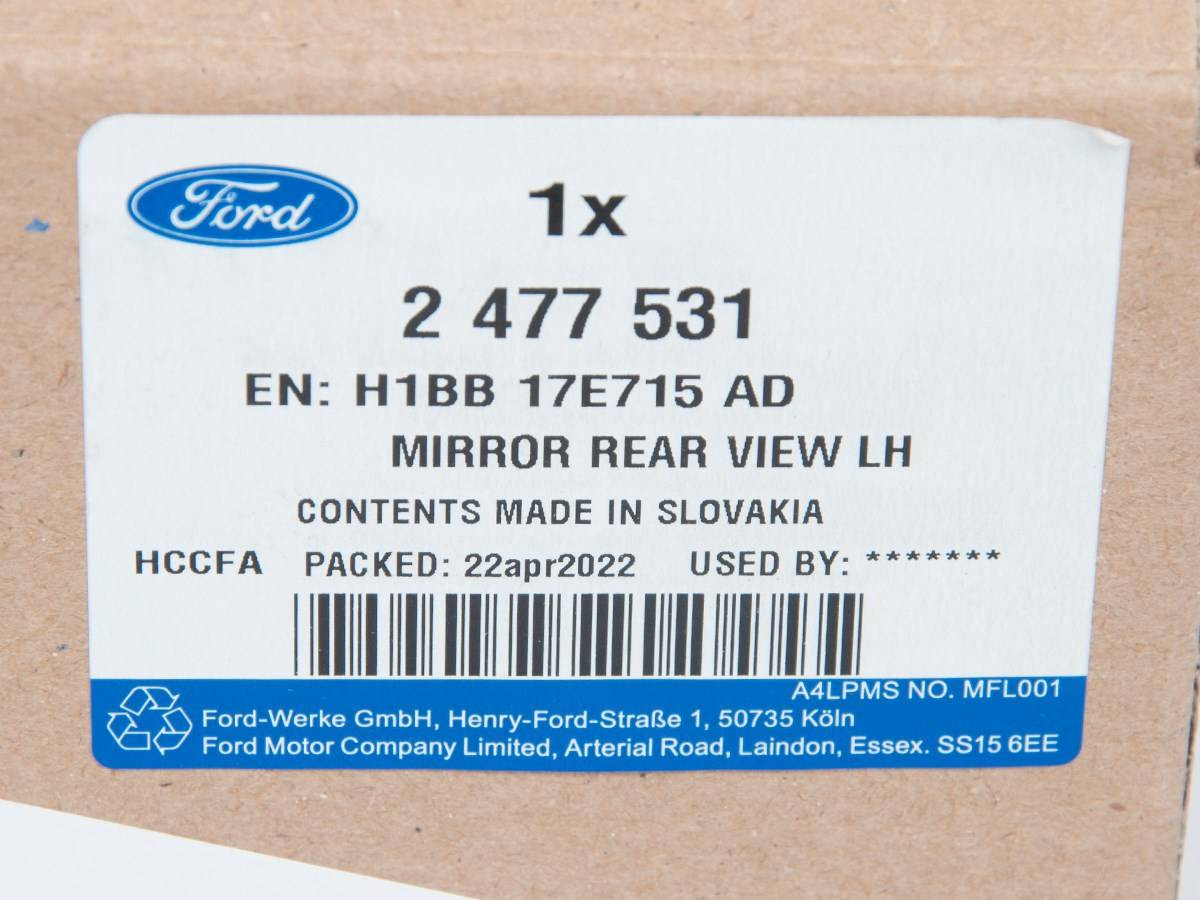 Ford
1x
2 477 531
EN: H1BB 17E715 AD
MIRROR REAR VIEW LH
CONTENTS MADE IN SLOVAKIA
HCCFA PACKED: 22apr2022 USED BY: *******
A4LPMS NO. MFL001
Ford-Werke GmbH, Henry-Ford-Straße 1, 50735 Köln
Ford Motor Company Limited, Arterial Road, Laindon, Essex. SS15 6EE